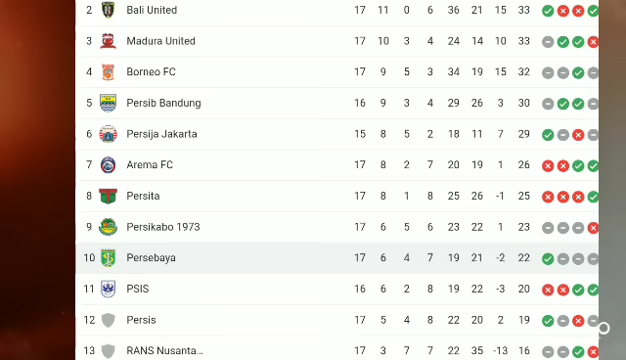 2 Bali United 17 11 0 6 36 21 15 33
3 Madura United 17 10 3 4 24 14 10 33
4 Borneo FC 17 9 5 3 34 19 15 32
5 Persib Bandung 16 9 3 4 29 26 3 30
6 Persija Jakarta 15 8 5 2 18 11 7 29
7 Arema FC 17 8 2 7 20 19 1 26
8 Persita 17 8 1 8 25 26 -1 25
9 Persikabo 1973 17 6 5 6 23 22 1 23
10 Persebaya 17 6 4 7 19 21 -2 22
11 PSIS 16 6 2 8 19 22 -3 20
12 Persis 17 5 4 8 22 20 2 19
13 RANS Nusanta... 17 3 7 7 22 35 -13 16